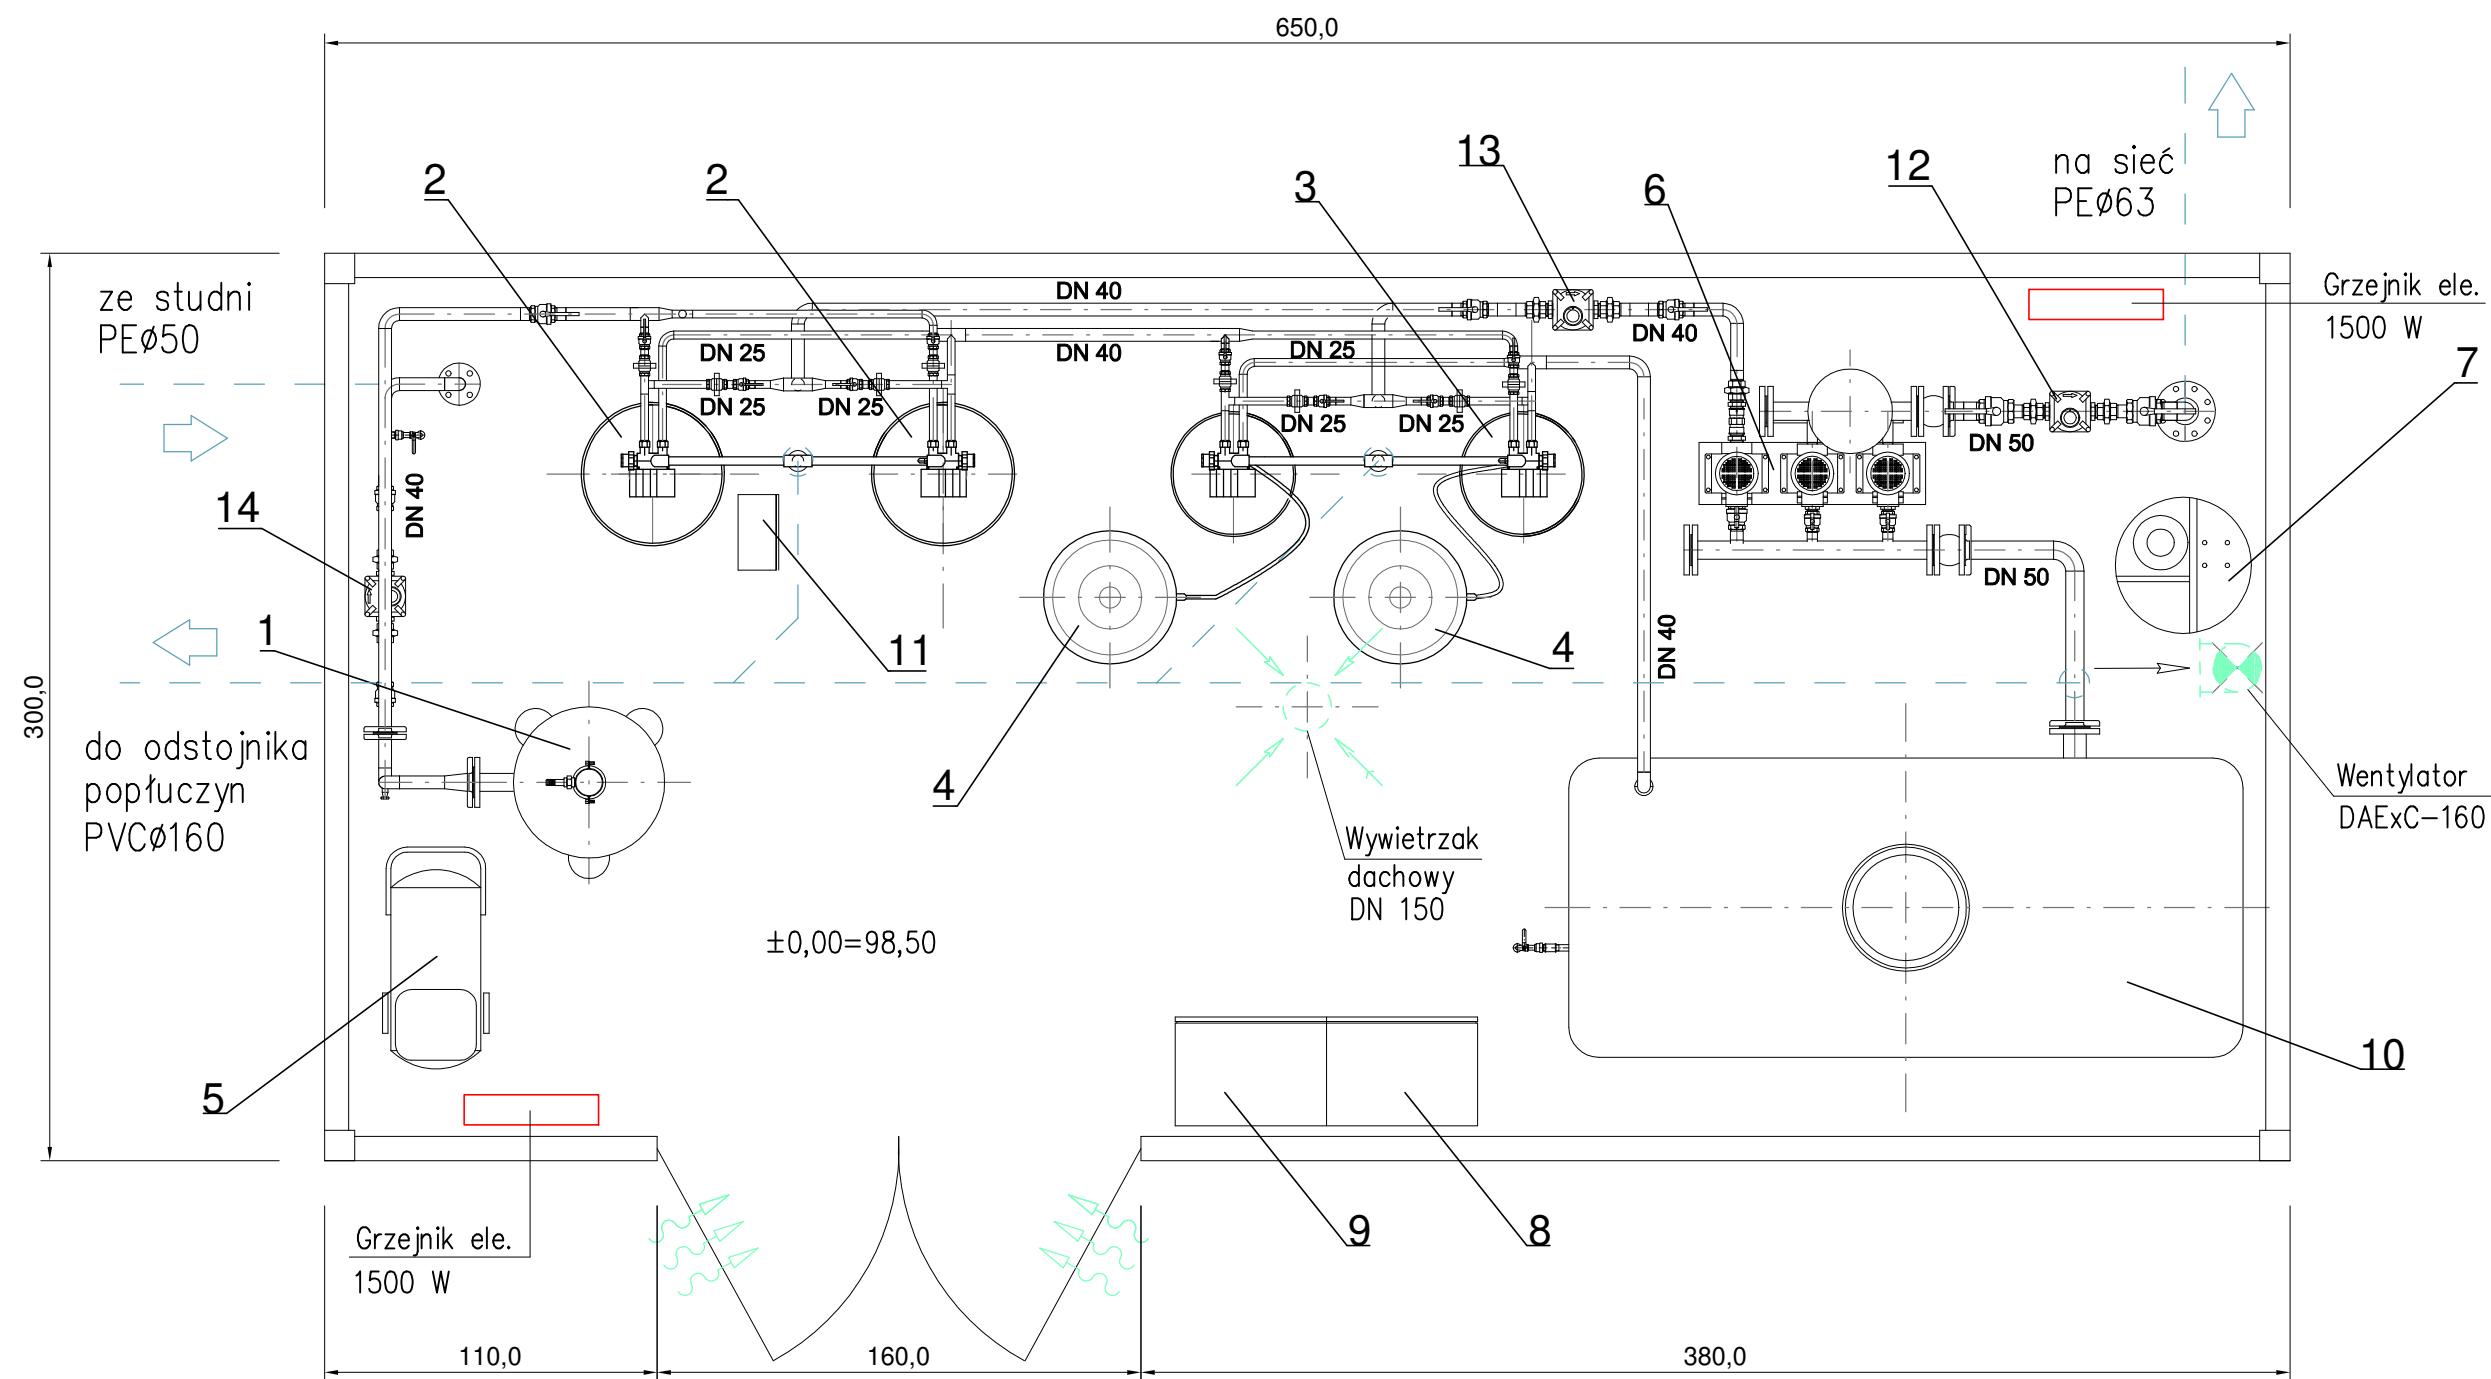 650,0
13
12
na sieć
PEø63
2
2
3
6
ze studni
PEø50
DN 40
DN 40
Grzejnik ele.
1500 W
DN 25
DN 40
DN 25
7
DN 25
DN 25
DN 25
DN 25
DN 50
DN 40
14
DN 50
1
11
4
DN 40
300,0
do odstojnika
popłuczyn
PVCø160
4
Wentylator
DAExC-160
Wywietrzak
dachowy
DN 150
±0,00=98,50
10
5
9
8
Grzejnik ele.
1500 W
110,0
160,0
380,0